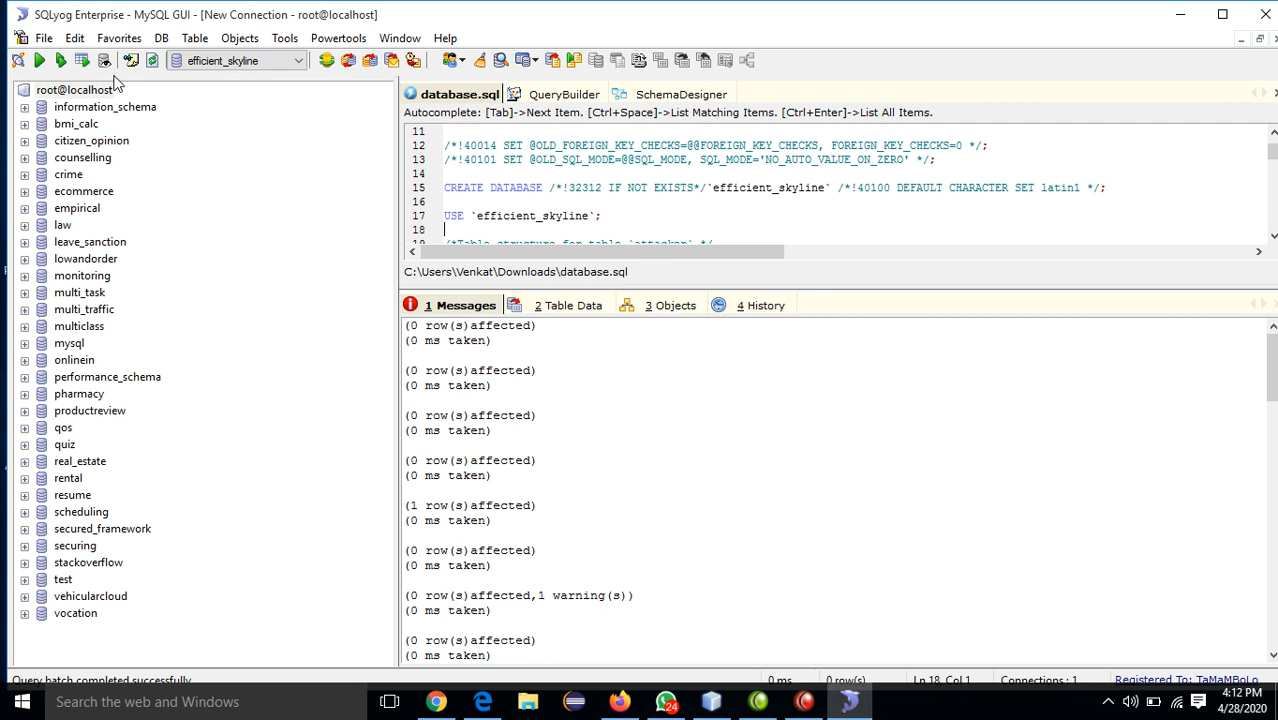 SQLyog Enterprise - MySQL GUI - [New Connection - root@localhost]
File Edit Favorites DB Table Objects Tools Powertools Window Help
efficient_skyline
root@localhost
information_schema
bmi_calc
citizen_opinion
counselling
crime
ecommerce
empirical
law
leave_sanction
lowandorder
monitoring
multi_task
multi_traffic
multiclass
mysql
onlinein
performance_schema
pharmacy
productreview
qos
quiz
real_estate
rental
resume
scheduling
secured_framework
securing
stackoverflow
test
vehicularcloud
vocation
database.sql QueryBuilder SchemaDesigner
Autocomplete: [Tab]->Next Item. [Ctrl+Space]->List Matching Items. [Ctrl+Enter]->List All Items.
11
12 /*!40014 SET @OLD_FOREIGN_KEY_CHECKS=@@FOREIGN_KEY_CHECKS, FOREIGN_KEY_CHECKS=0 */;
13 /*!40101 SET @OLD_SQL_MODE=@@SQL_MODE, SQL_MODE='NO_AUTO_VALUE_ON_ZERO' */;
14
15 CREATE DATABASE /*!32312 IF NOT EXISTS*/`efficient_skyline` /*!40100 DEFAULT CHARACTER SET latin1 */;
16
17 USE `efficient_skyline`;
18
19 /*Table structure for table `attacker` */
C:\Users\Venkat\Downloads\database.sql
1 Messages 2 Table Data 3 Objects 4 History
(0 row(s)affected)
(0 ms taken)
(0 row(s)affected)
(0 ms taken)
(0 row(s)affected)
(0 ms taken)
(0 row(s)affected)
(0 ms taken)
(1 row(s)affected)
(0 ms taken)
(0 row(s)affected)
(0 ms taken)
(0 row(s)affected,1 warning(s))
(0 ms taken)
(0 row(s)affected)
(0 ms taken)
Query batch completed successfully 0 ms 0 row(s) Ln 18, Col 1 Connections : 1 Registered To: TaMaMBoLo
Search the web and Windows
24
4:12 PM
4/28/2020